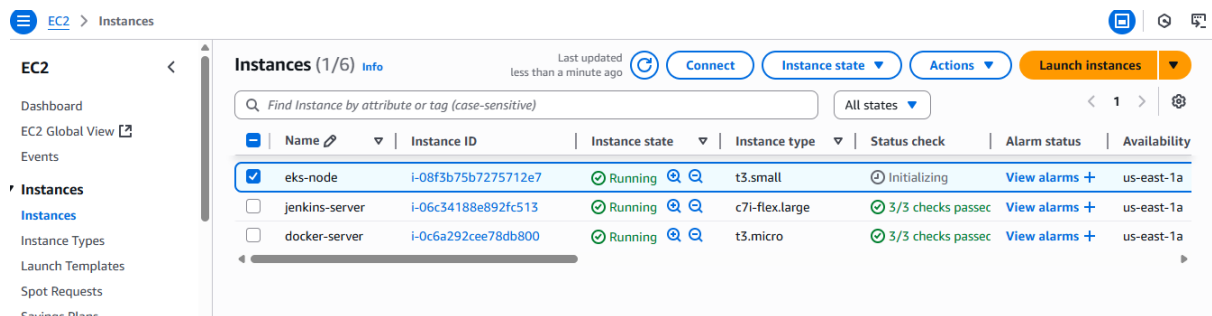 EC2 > Instances
EC2
Dashboard
EC2 Global View
Events
Instances
Instances
Instance Types
Launch Templates
Spot Requests
Savings Plans
Instances (1/6) Info
Last updated
less than a minute ago
Connect
Instance state
Actions
Launch instances
Find Instance by attribute or tag (case-sensitive)
All states
1
Name Instance ID Instance state Instance type Status check Alarm status Availability
eks-node i-08f3b75b7275712e7 Running t3.small Initializing View alarms + us-east-1a
jenkins-server i-06c34188e892fc513 Running c7i-flex.large 3/3 checks passec View alarms + us-east-1a
docker-server i-0c6a292cee78db800 Running t3.micro 3/3 checks passec View alarms + us-east-1a